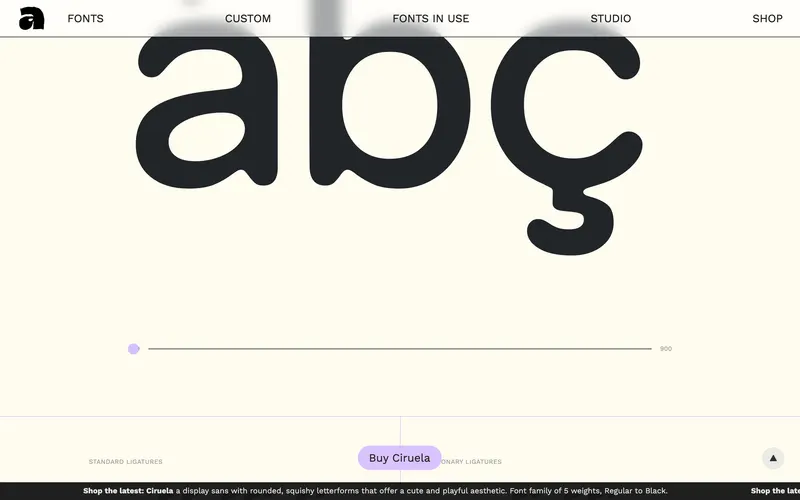 a FONTS CUSTOM FONTS IN USE STUDIO SHOP
abç
900
STANDARD LIGATURES Buy Ciruela ONARY LIGATURES
Shop the latest: Ciruela a display sans with rounded, squishy letterforms that offer a cute and playful aesthetic. Font family of 5 weights, Regular to Black. Shop the late